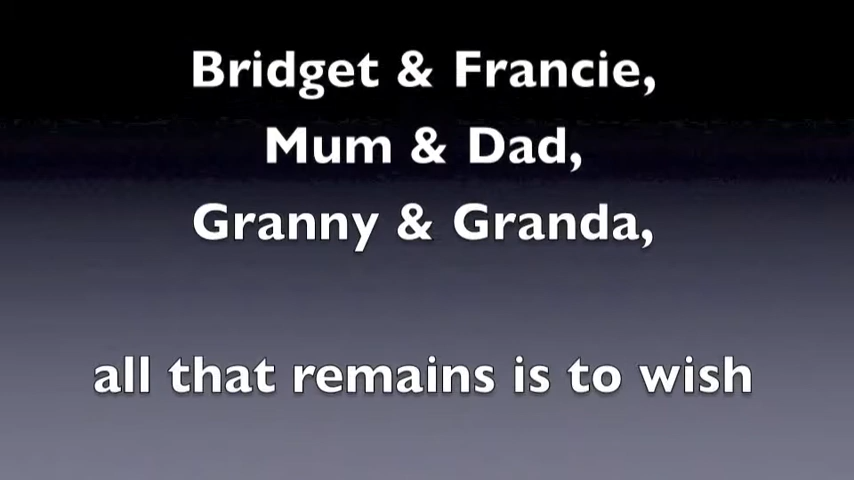 Bridget & Francie,
Mum & Dad,
Granny & Granda,
all that remains is to wish